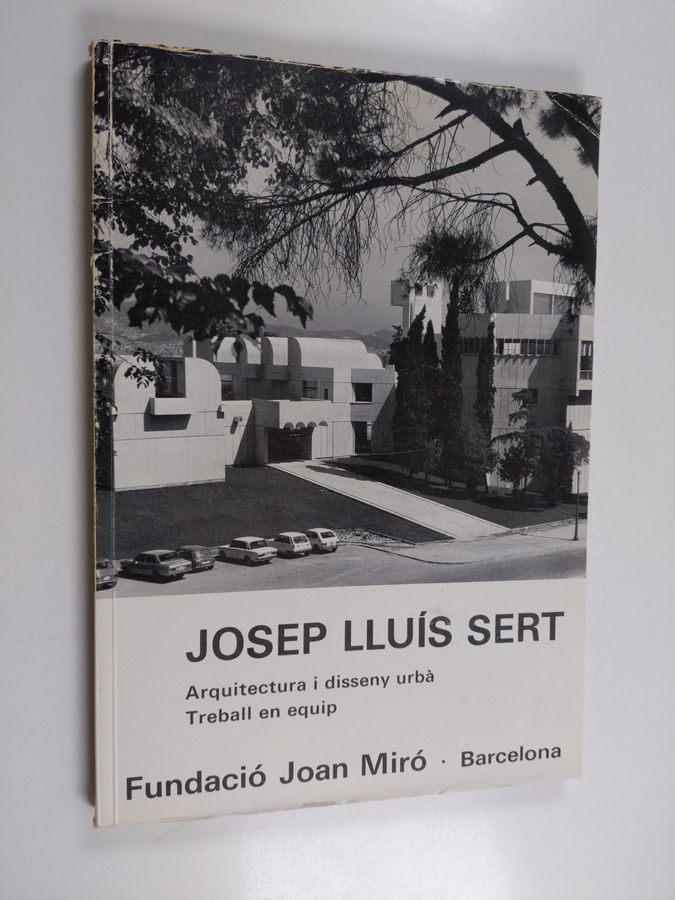 JOSEP LLUÍS SERT
Arquitectura i disseny urbà
Treball en equip
Fundació Joan Miró · Barcelona